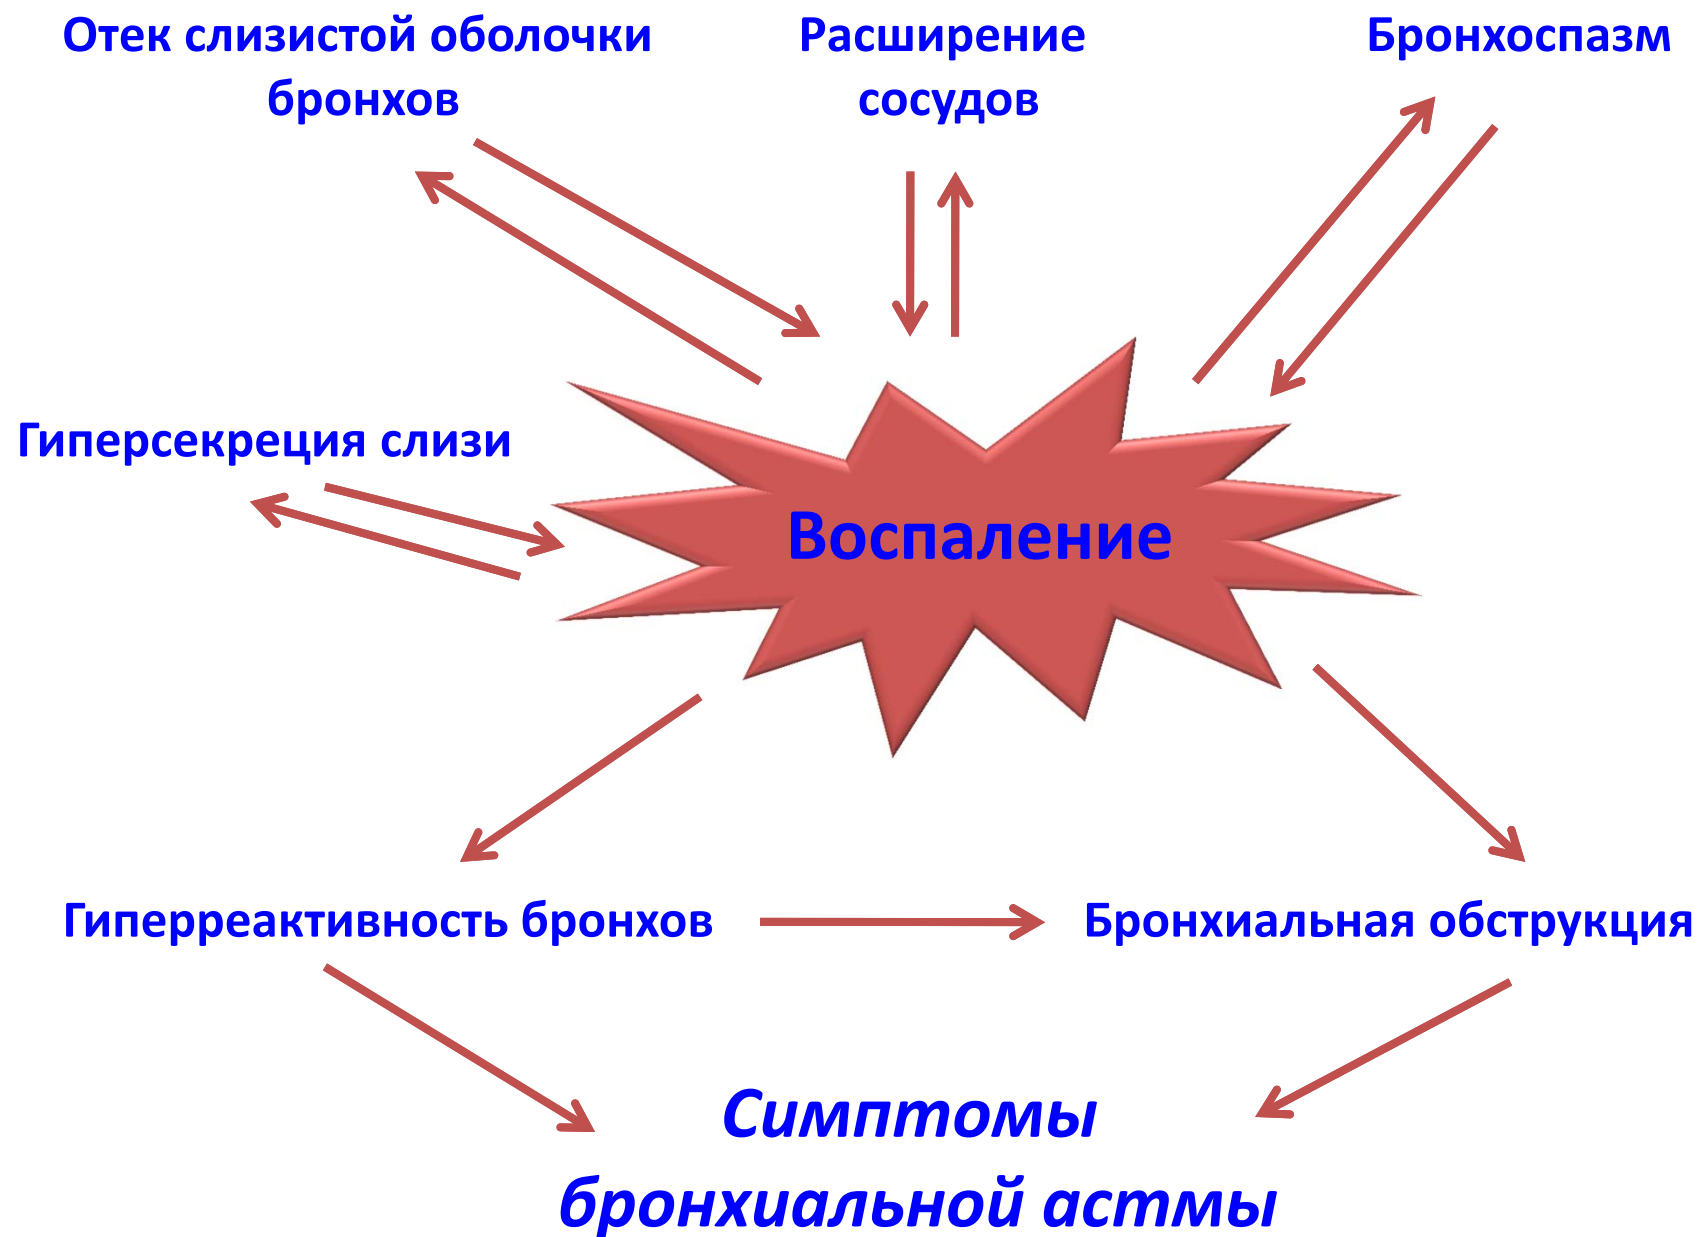 Отек слизистой оболочки
бронхов
Расширение
сосудов
Бронхоспазм
Гиперсекреция слизи
Воспаление
Гиперреактивность бронхов
Бронхиальная обструкция
Симптомы
бронхиальной астмы